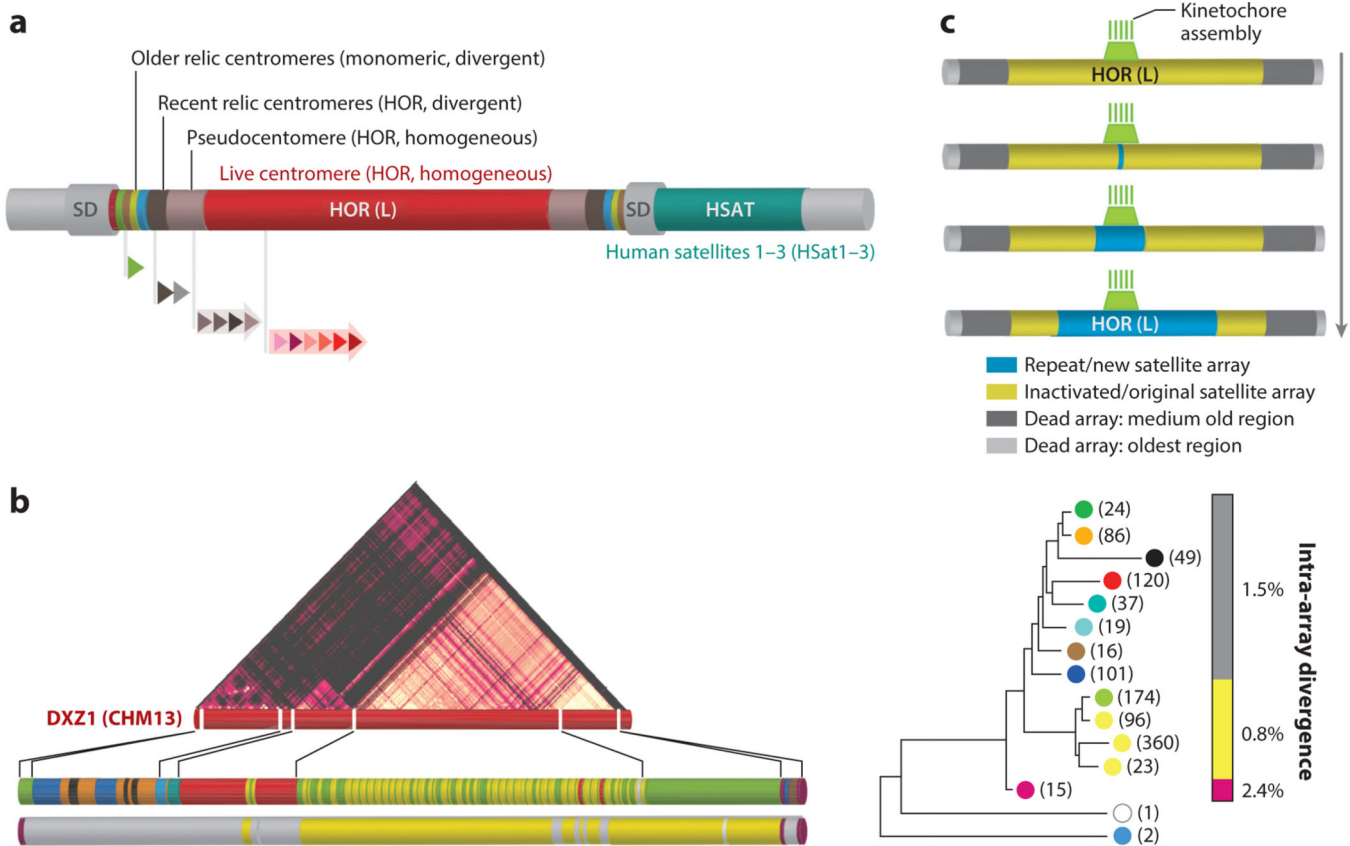 a
Older relic centromeres (monomeric, divergent)
Recent relic centromeres (HOR, divergent)
Pseudocentomere (HOR, homogeneous)
Live centromere (HOR, homogeneous)
SD
HOR (L)
SD
HSAT
Human satellites 1–3 (HSat1–3)
c
Kinetochore
assembly
HOR (L)
HOR (L)
Repeat/new satellite array
Inactivated/original satellite array
Dead array: medium old region
Dead array: oldest region
b
DXZ1 (CHM13)
(24)
(86)
(49)
(120)
(37)
(19)
(16)
(101)
(174)
(96)
(360)
(23)
(15)
(1)
(2)
1.5%
0.8%
2.4%
Intra-array divergence